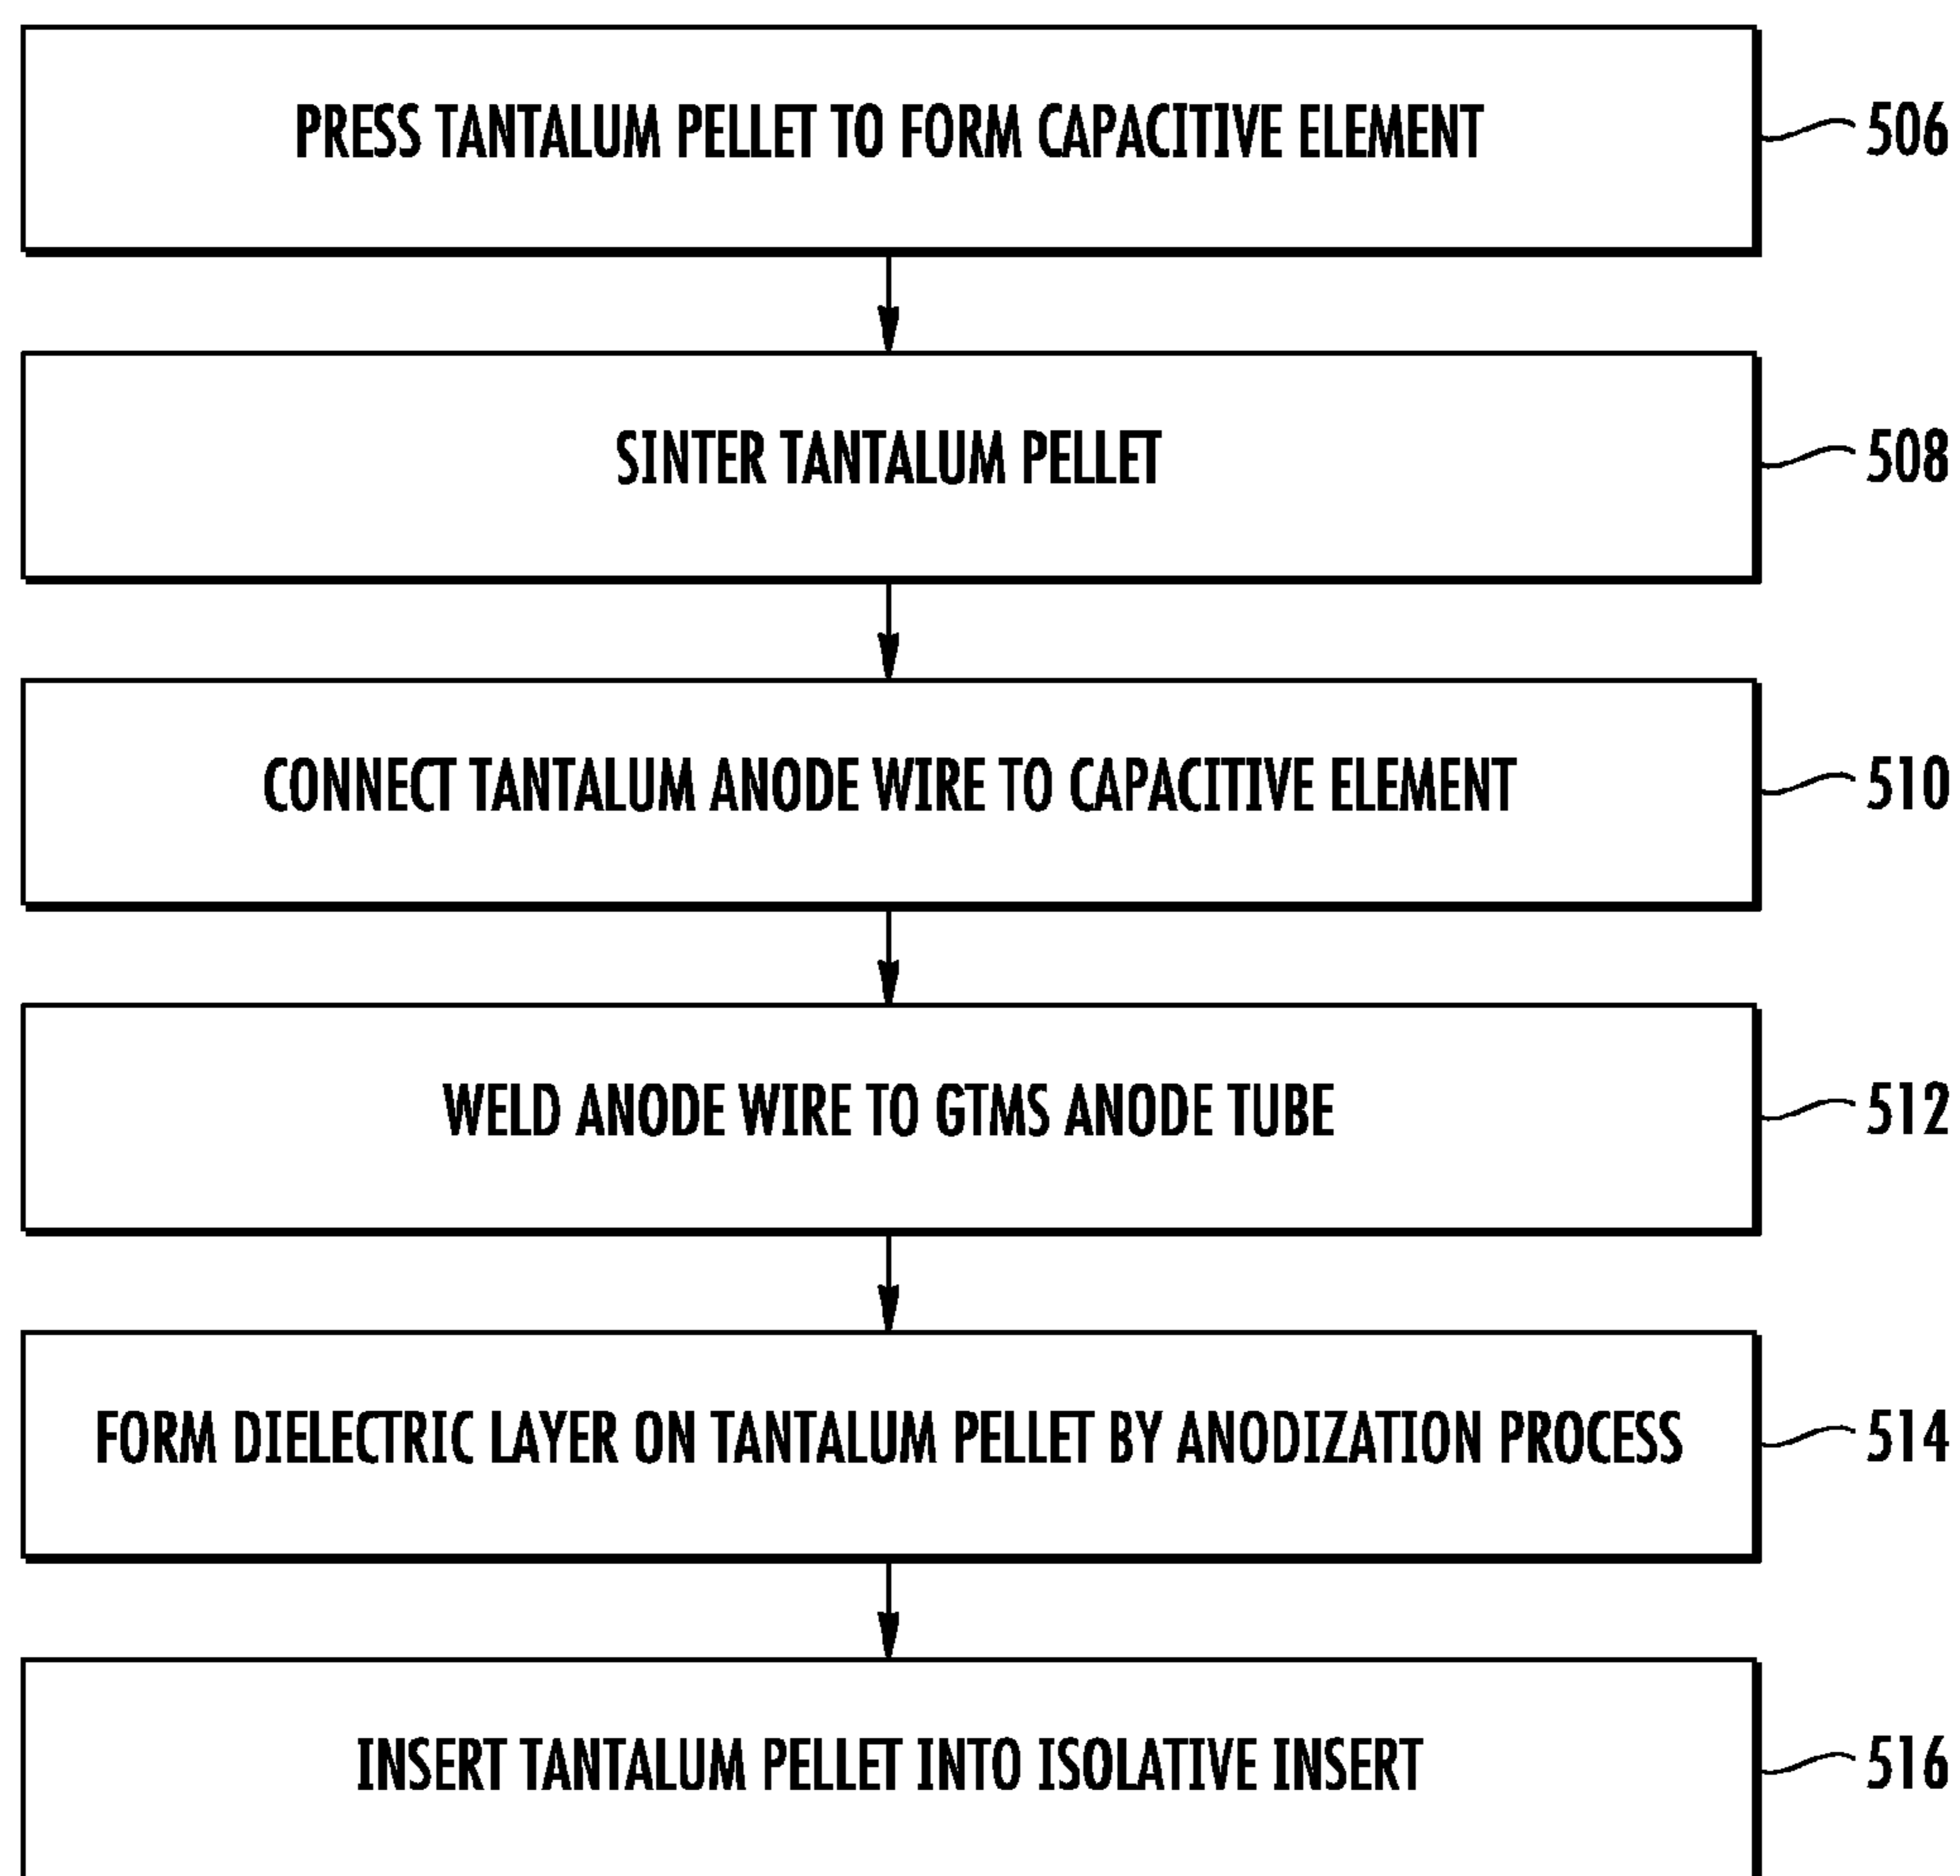 PRESS TANTALUM PELLET TO FORM CAPACITIVE ELEMENT
506
SINTER TANTALUM PELLET
508
CONNECT TANTALUM ANODE WIRE TO CAPACITIVE ELEMENT
510
WELD ANODE WIRE TO GTMS ANODE TUBE
512
FORM DIELECTRIC LAYER ON TANTALUM PELLET BY ANODIZATION PROCESS
514
INSERT TANTALUM PELLET INTO ISOLATIVE INSERT
516